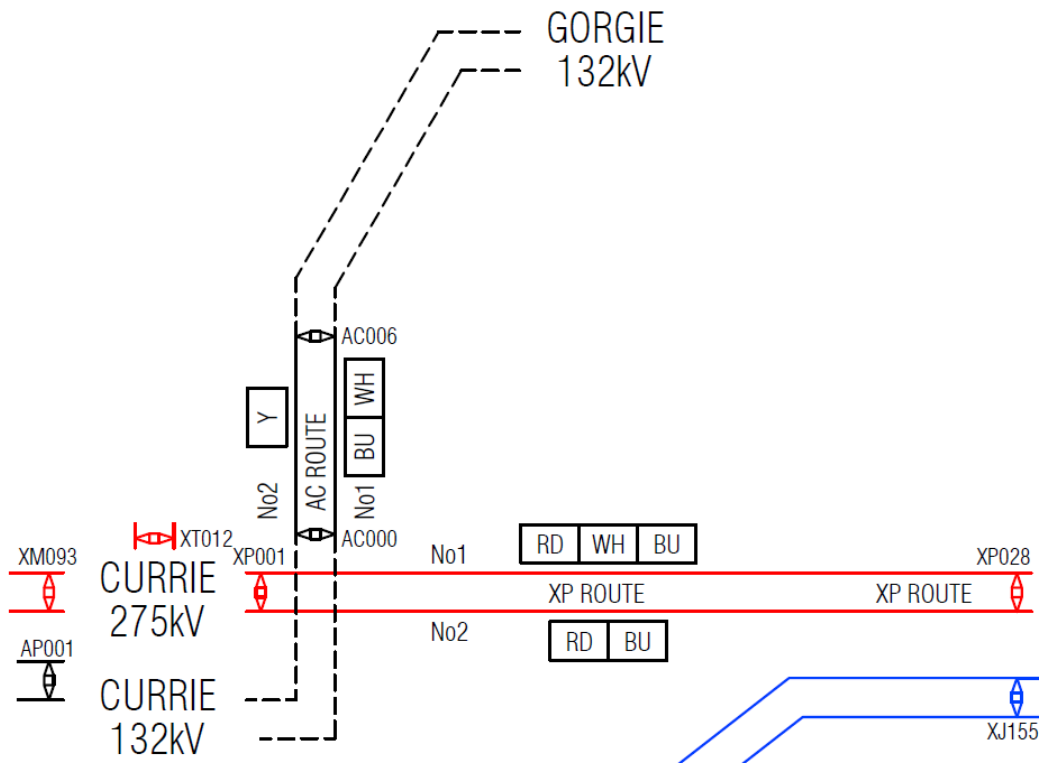 GORGIE
132kV
AC006
Y
WH
BU
AC ROUTE
No2
No1
AC000
XT012
XM093
CURRIE
275kV
XP001
No1
RD WH BU
XP028
XP ROUTE
XP ROUTE
No2
RD BU
AP001
CURRIE
132kV
XJ155